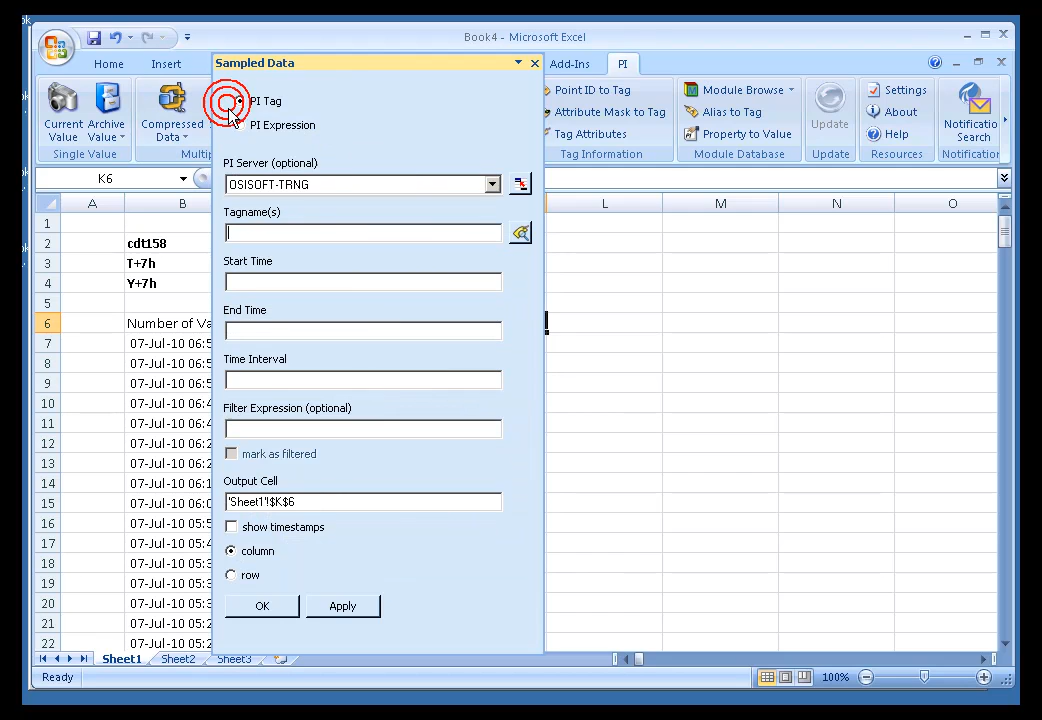 Book4 - Microsoft Excel
Home Insert Add-Ins PI
Sampled Data
PI Tag
PI Expression
PI Server (optional)
OSISOFT-TRNG
Tagname(s)
Start Time
End Time
Time Interval
Filter Expression (optional)
mark as filtered
Output Cell
'Sheet1'!$K$6
show timestamps
column
row
OK Apply
Current Value
Archive Value
Single Value
Compressed Data
Multi
Point ID to Tag
Attribute Mask to Tag
Tag Attributes
Tag Information
Module Browse
Alias to Tag
Property to Value
Module Database
Update
Update
Settings
About
Help
Resources
Notificatio
Search
Notification
K6
A B L M N O
1
2 cdt158
3 T+7h
4 Y+7h
5
6 Number of Va
7 07-Jul-10 06:5
8 07-Jul-10 06:5
9 07-Jul-10 06:5
10 07-Jul-10 06:4
11 07-Jul-10 06:4
12 07-Jul-10 06:2
13 07-Jul-10 06:2
14 07-Jul-10 06:1
15 07-Jul-10 06:0
16 07-Jul-10 05:5
17 07-Jul-10 05:4
18 07-Jul-10 05:3
19 07-Jul-10 05:3
20 07-Jul-10 05:3
21 07-Jul-10 05:2
22 07-Jul-10 05:2
Sheet1 Sheet2 Sheet3
Ready 100%